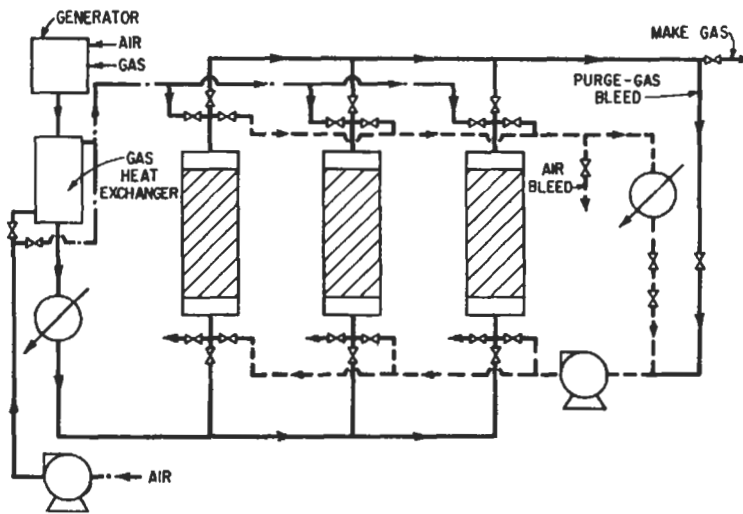 GENERATOR
AIR
GAS
GAS
HEAT
EXCHANGER
MAKE GAS
PURGE-GAS
BLEED
AIR
BLEED
AIR